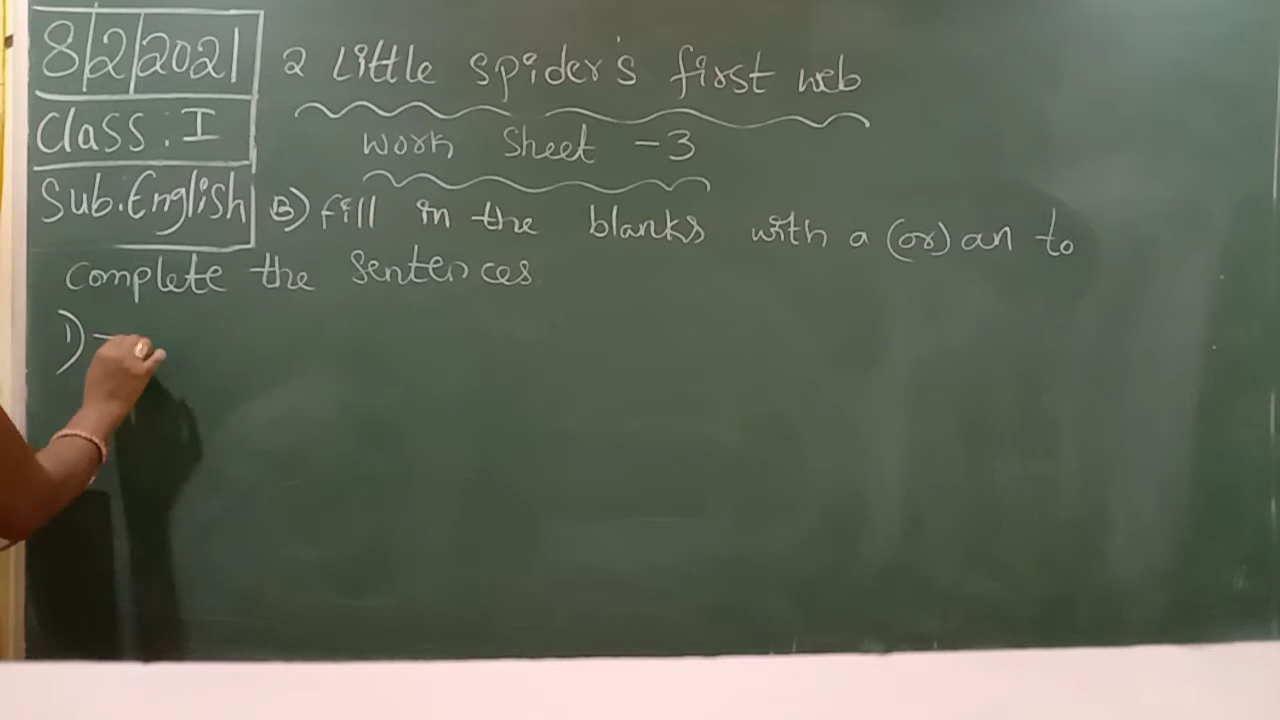 8/2/2021
Class: I
Sub. English
2 Little spider's first web
work sheet -3
B) fill in the blanks with a (or) an to
complete the sentences
1)